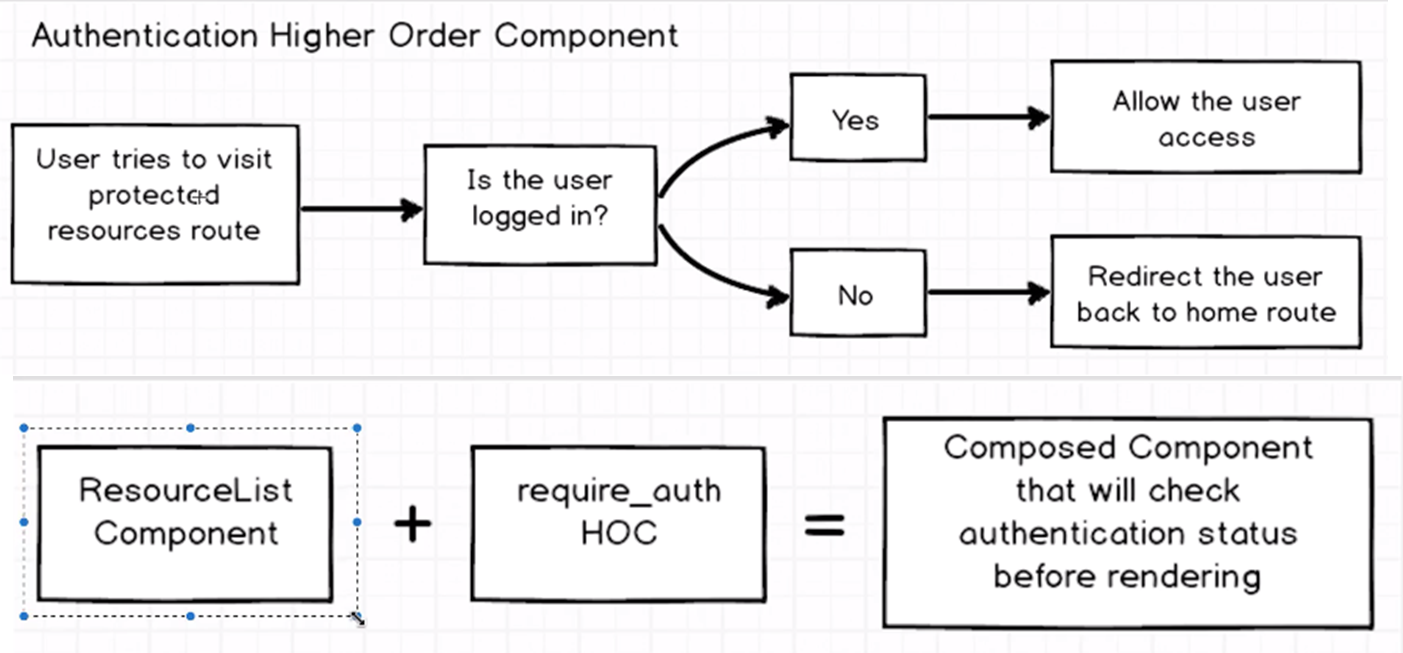 Authentication Higher Order Component
User tries to visit
protected
resources route
Is the user
logged in?
Yes
Allow the user
access
No
Redirect the user
back to home route
ResourceList
Component
+
require_auth
HOC
=
Composed Component
that will check
authentication status
before rendering